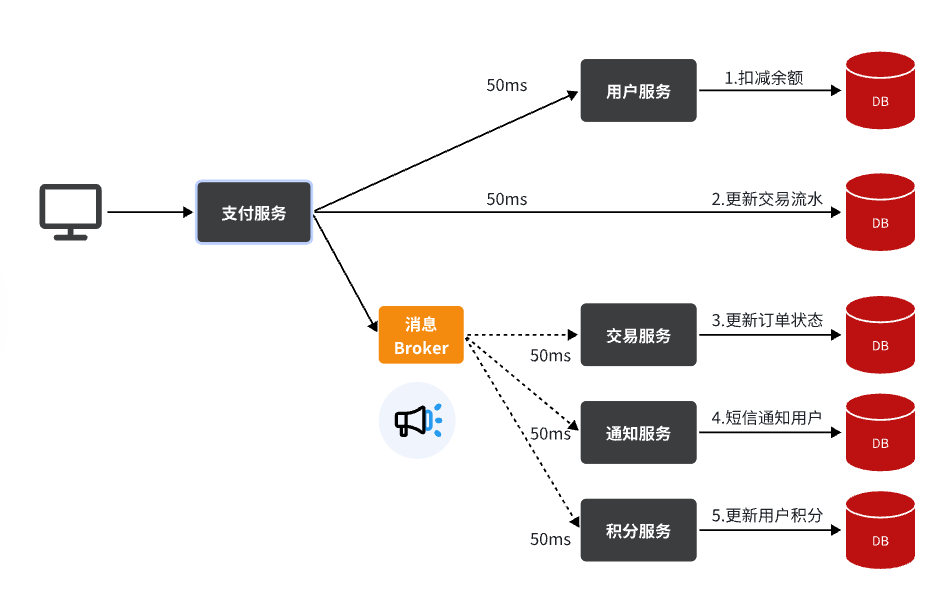 50ms
用户服务
1.扣减余额
DB
支付服务
50ms
2.更新交易流水
DB
消息
Broker
50ms
交易服务
3.更新订单状态
DB
50ms
通知服务
4.短信通知用户
DB
50ms
积分服务
5.更新用户积分
DB